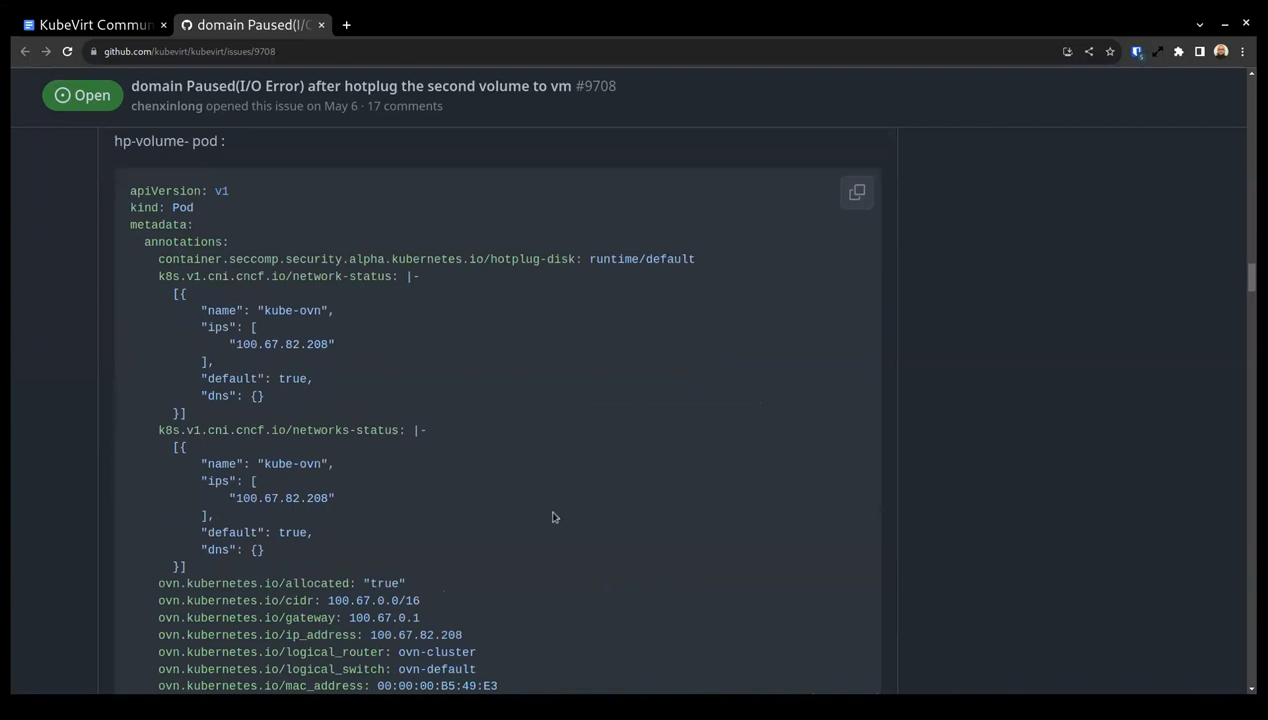 KubeVirt Commun
domain Paused(I/O
github.com/kubevirt/kubevirt/issues/9708
Open
domain Paused(I/O Error) after hotplug the second volume to vm #9708
chenxinlong opened this issue on May 6 · 17 comments
hp-volume- pod :
apiVersion: v1
kind: Pod
metadata:
  annotations:
    container.seccomp.security.alpha.kubernetes.io/hotplug-disk: runtime/default
    k8s.v1.cni.cncf.io/network-status: |-
      [{
          "name": "kube-ovn",
          "ips": [
              "100.67.82.208"
          ],
          "default": true,
          "dns": {}
      }]
    k8s.v1.cni.cncf.io/networks-status: |-
      [{
          "name": "kube-ovn",
          "ips": [
              "100.67.82.208"
          ],
          "default": true,
          "dns": {}
      }]
    ovn.kubernetes.io/allocated: "true"
    ovn.kubernetes.io/cidr: 100.67.0.0/16
    ovn.kubernetes.io/gateway: 100.67.0.1
    ovn.kubernetes.io/ip_address: 100.67.82.208
    ovn.kubernetes.io/logical_router: ovn-cluster
    ovn.kubernetes.io/logical_switch: ovn-default
    ovn.kubernetes.io/mac_address: 00:00:00:B5:49:E3